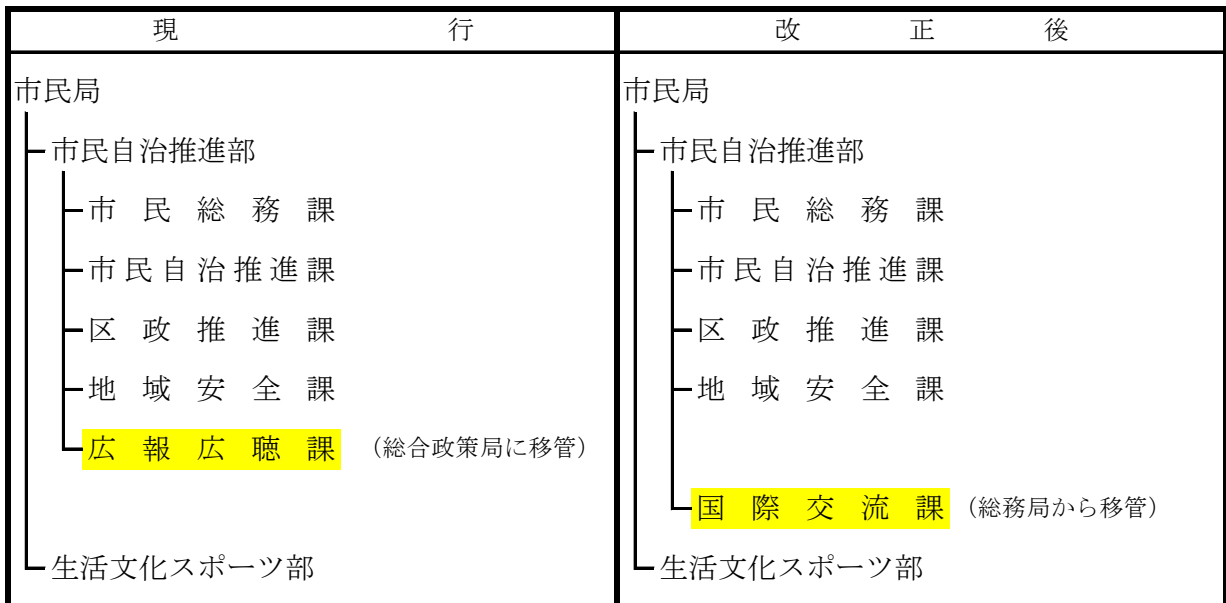 現行
市民局
市民自治推進部
市民総務課
市民自治推進課
区政推進課
地域安全課
広報広聴課 （総合政策局に移管）
生活文化スポーツ部
改正後
市民局
市民自治推進部
市民総務課
市民自治推進課
区政推進課
地域安全課
国際交流課 （総務局から移管）
生活文化スポーツ部